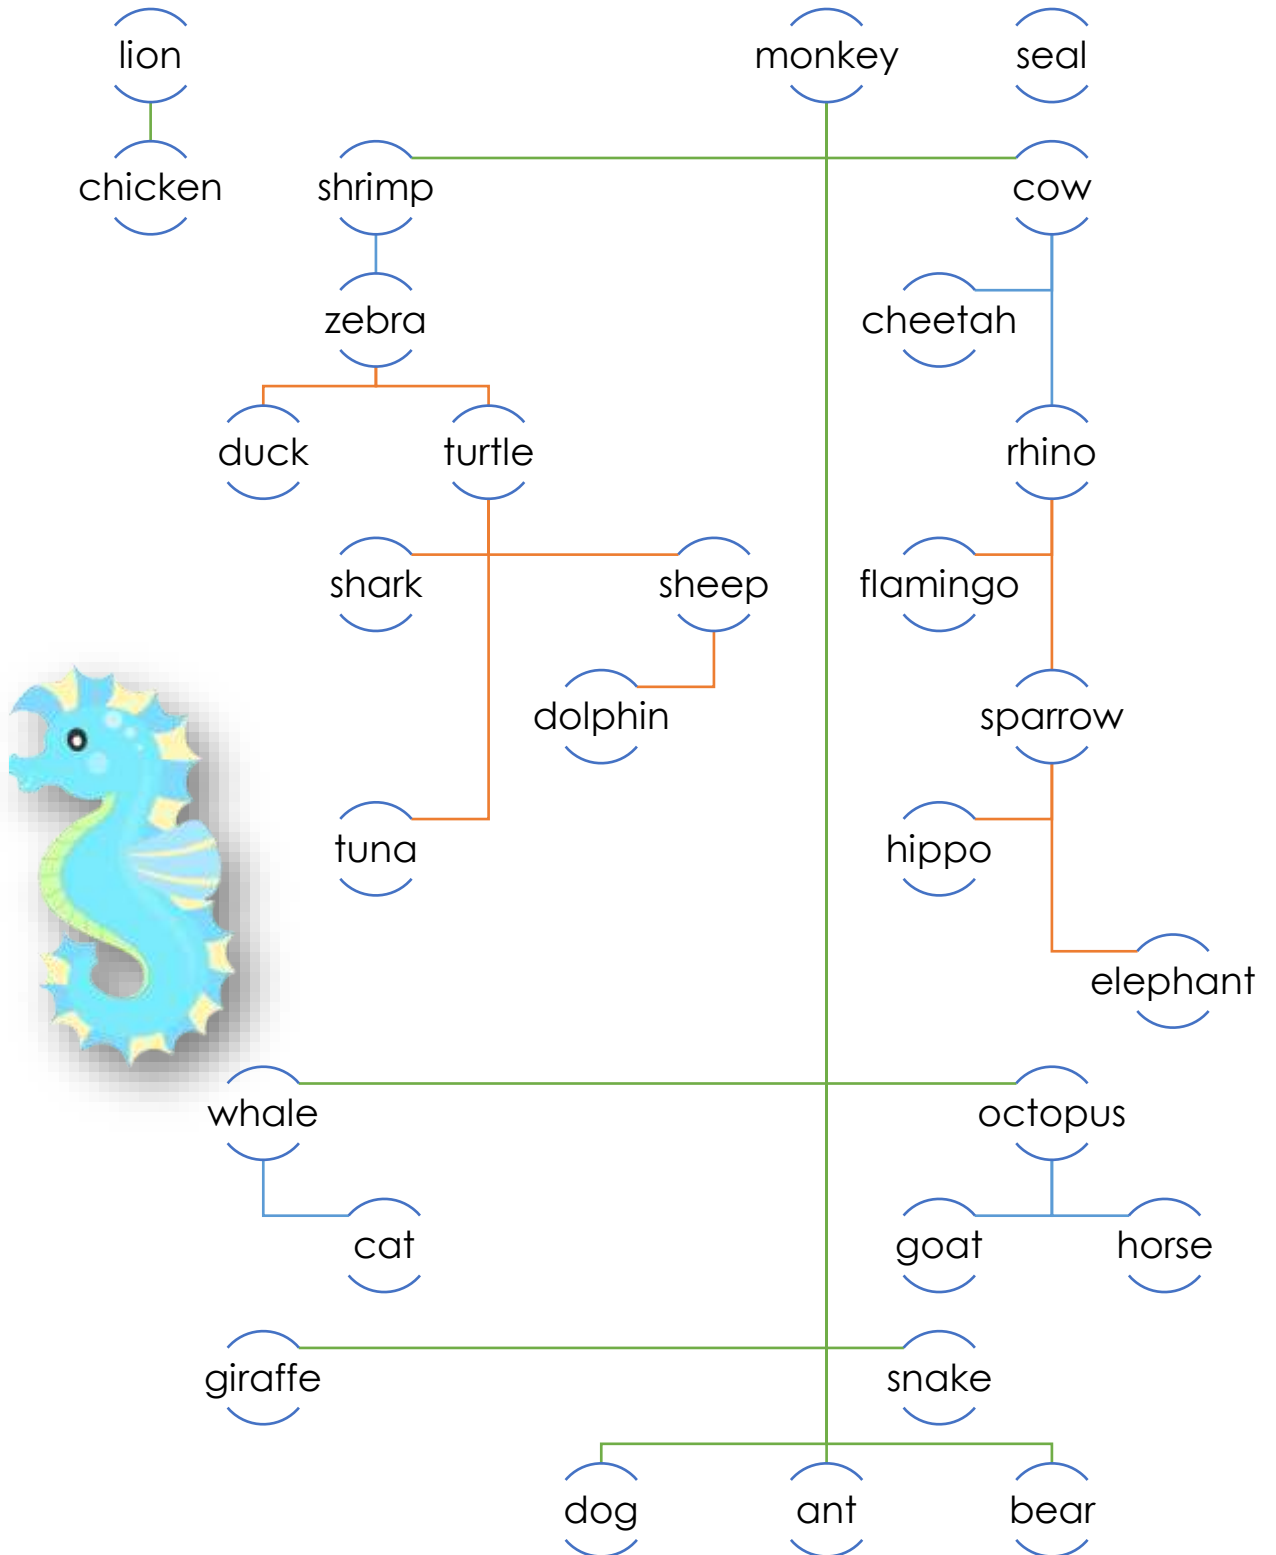 lion
monkey
seal
chicken
shrimp
cow
zebra
cheetah
duck
turtle
rhino
shark
sheep
flamingo
dolphin
sparrow
tuna
hippo
elephant
whale
octopus
cat
goat
horse
giraffe
snake
dog
ant
bear